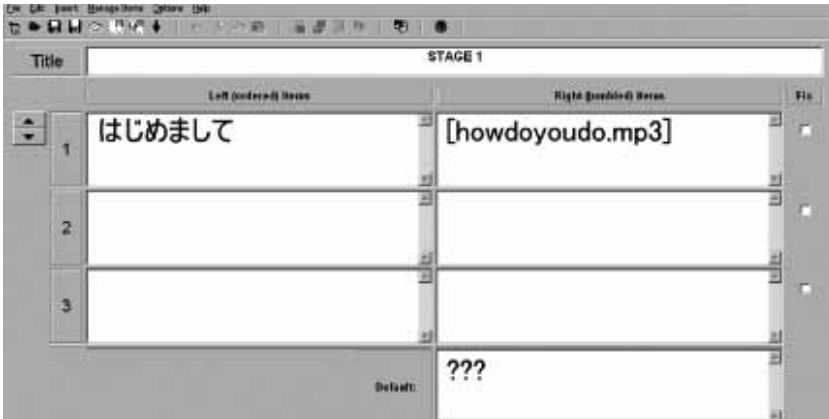 File Edit Insert Manage Items Options Help
Title
STAGE 1
Left (ordered) items
Right (jumbled) items
Fix
1
はじめまして
[howdoyoudo.mp3]
2
3
Default:
???